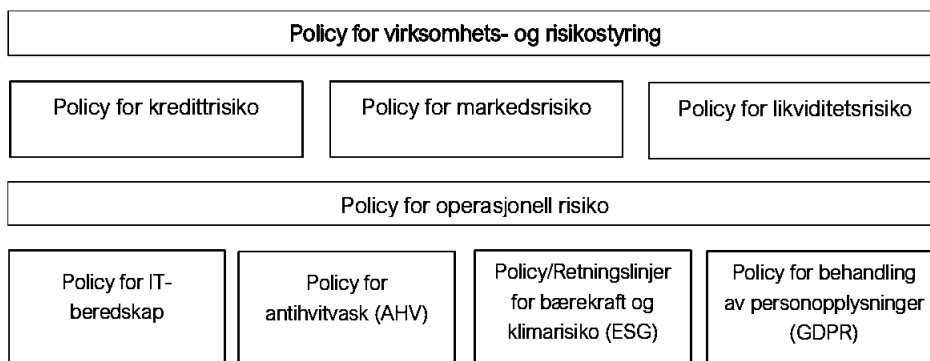 Policy for virksomhets- og risikostyring
Policy for kredittrisiko
Policy for markedsrisiko
Policy for likviditetsrisiko
Policy for operasjonell risiko
Policy for IT-
beredskap
Policy for
antihvitvask (AHV)
Policy/Retningslinjer
for bærekraft og
klimarisiko (ESG)
Policy for behandling
av personopplysninger
(GDPR)